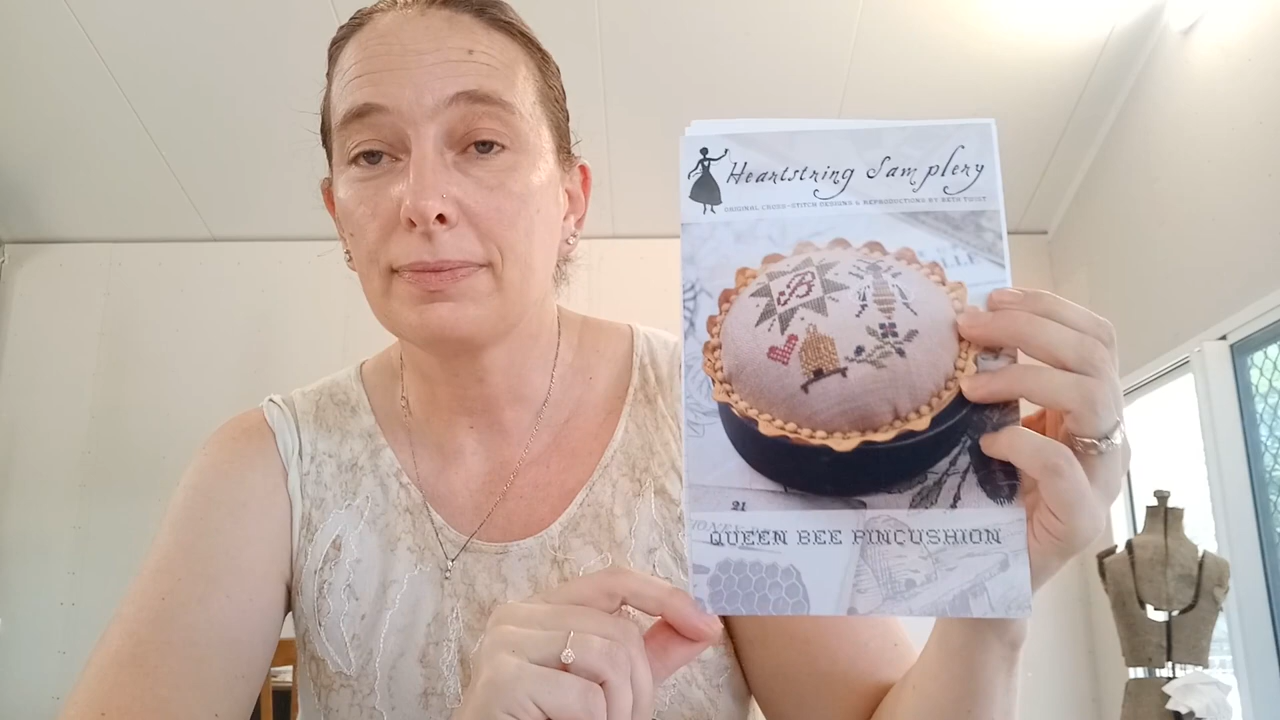 Heartstring Samplery
ORIGINAL CROSS-STITCH DESIGNS & REPRODUCTIONS BY BETH TWIST
B
21
QUEEN BEE PINCUSHION